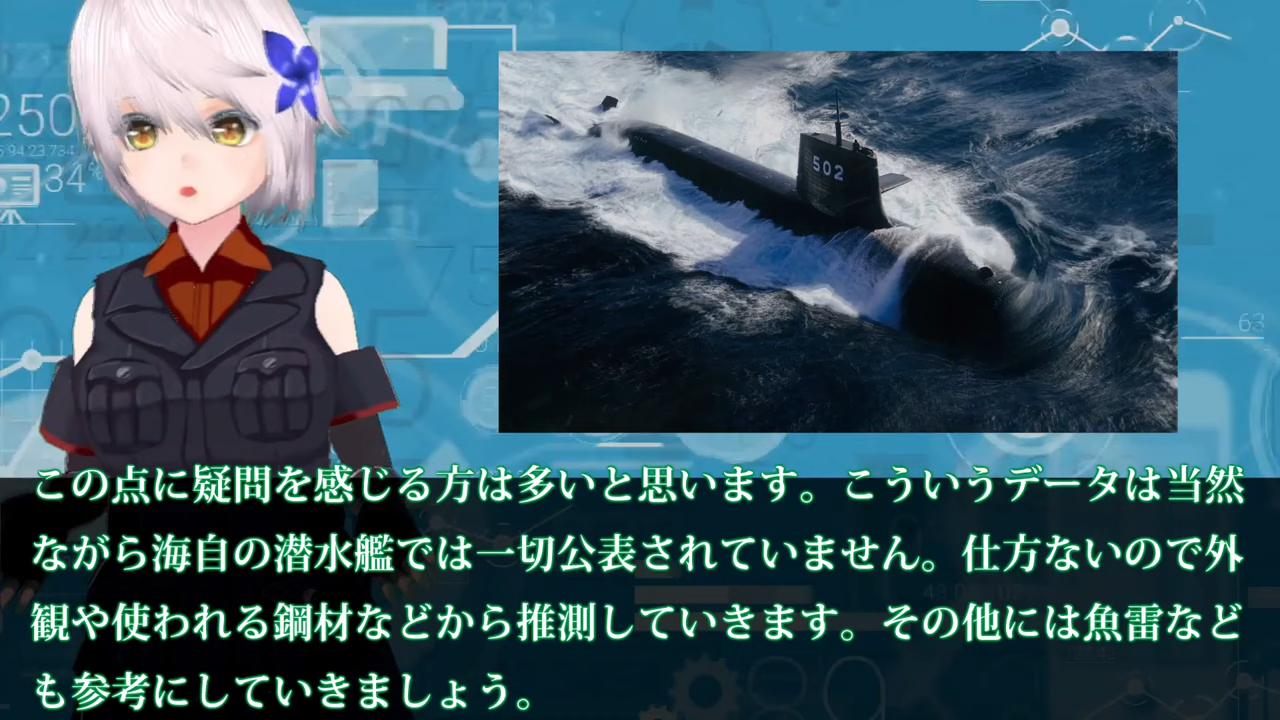 250
34%
502
63
この点に疑問を感じる方は多いと思います。こういうデータは当然
ながら海自の潜水艦では一切公表されていません。仕方ないので外
観や使われる鋼材などから推測していきます。その他には魚雷など
も参考にしていきましょう。